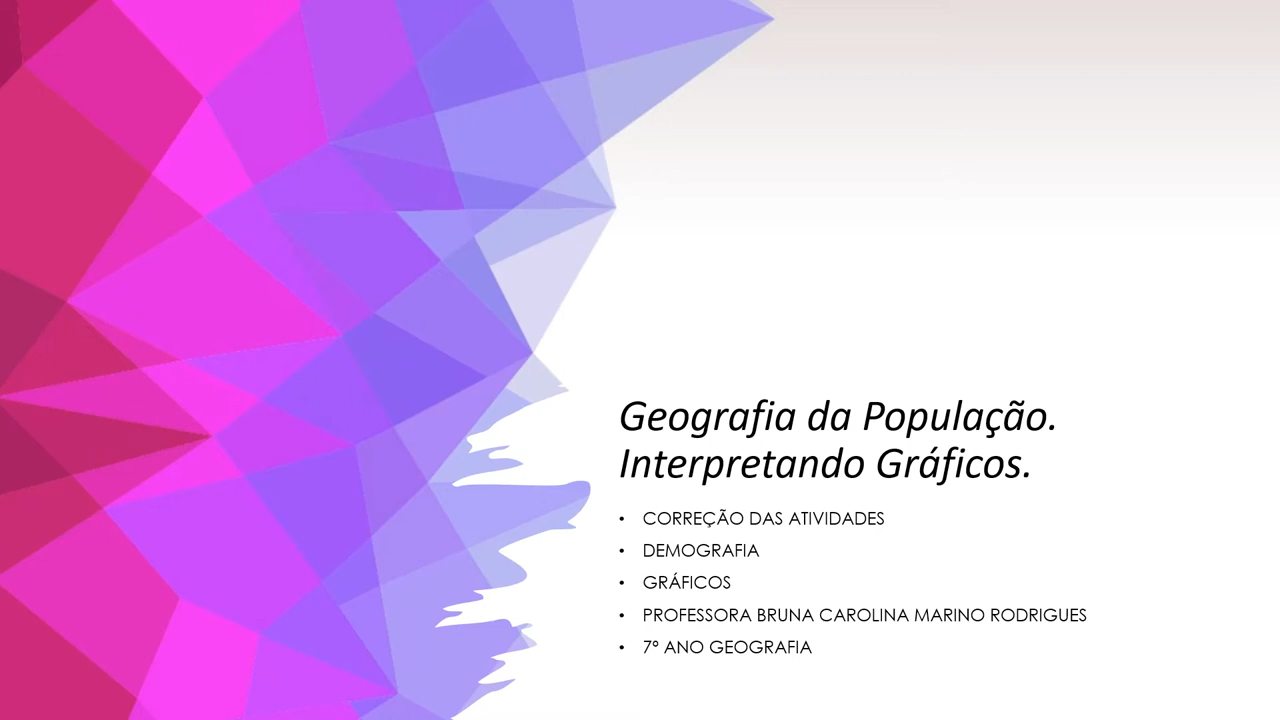 Geografia da População.
Interpretando Gráficos.
• CORREÇÃO DAS ATIVIDADES
• DEMOGRAFIA
• GRÁFICOS
• PROFESSORA BRUNA CAROLINA MARINO RODRIGUES
• 7º ANO GEOGRAFIA